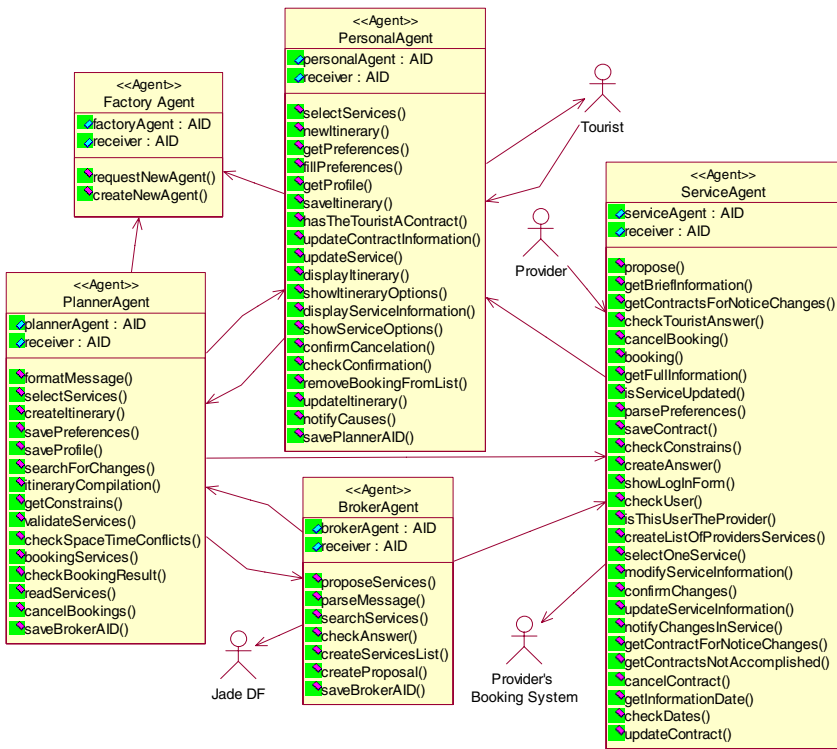 <<Agent>>
PersonalAgent
personalAgent : AID
receiver : AID
selectServices()
newItinerary()
getPreferences()
fillPreferences()
getProfile()
saveItinerary()
hasTheTouristAContract()
updateContractInformation()
updateService()
displayItinerary()
showItineraryOptions()
displayServiceInformation()
showServiceOptions()
confirmCancelation()
checkConfirmation()
removeBookingFromList()
updateItinerary()
notifyCauses()
savePlannerAID()
<<Agent>>
Factory Agent
factoryAgent : AID
receiver : AID
requestNewAgent()
createNewAgent()
Tourist
Provider
<<Agent>>
ServiceAgent
serviceAgent : AID
receiver : AID
propose()
getBriefInformation()
getContractsForNoticeChanges()
checkTouristAnswer()
cancelBooking()
booking()
getFullInformation()
isServiceUpdated()
parsePreferences()
saveContract()
checkConstrains()
createAnswer()
showLogInForm()
checkUser()
isThisUserTheProvider()
createListOfProvidersServices()
selectOneService()
modifyServiceInformation()
confirmChanges()
updateServiceInformation()
notifyChangesInService()
getContractForNoticeChanges()
getContractsNotAccomplished()
cancelContract()
getInformationDate()
checkDates()
updateContract()
<<Agent>>
PlannerAgent
plannerAgent : AID
receiver : AID
formatMessage()
selectServices()
createItinerary()
savePreferences()
saveProfile()
searchForChanges()
itineraryCompilation()
getConstrains()
validateServices()
checkSpaceTimeConflicts()
bookingServices()
checkBookingResult()
readServices()
cancelBookings()
saveBrokerAID()
<<Agent>>
BrokerAgent
brokerAgent : AID
receiver : AID
proposeServices()
parseMessage()
searchServices()
checkAnswer()
createServicesList()
createProposal()
saveBrokerAID()
Jade DF
Provider's
Booking System